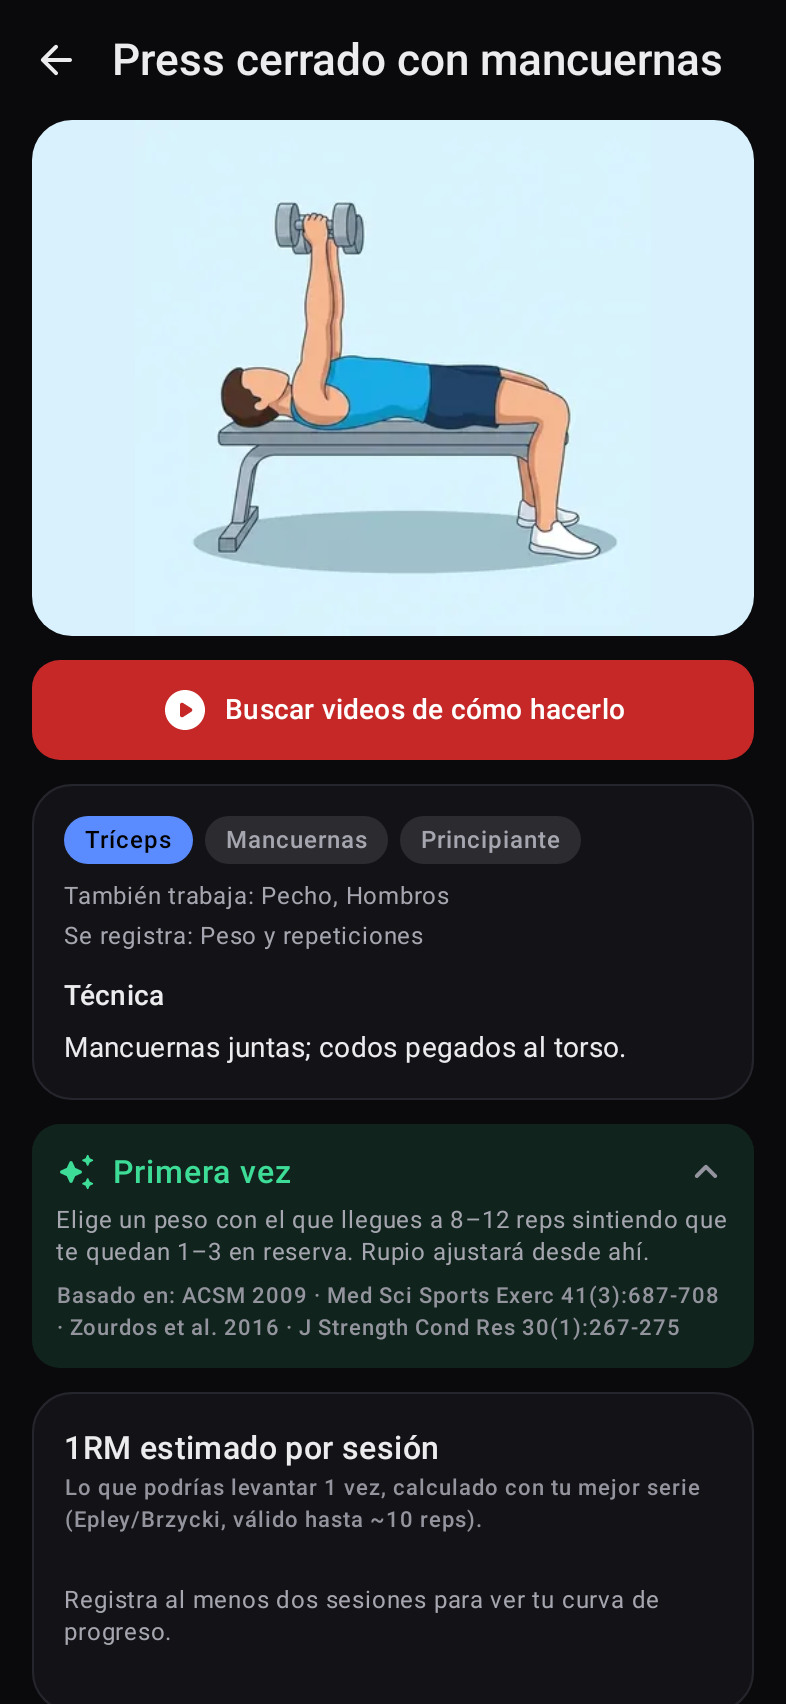 Press cerrado con mancuernas
Buscar videos de cómo hacerlo
Tríceps
Mancuernas
Principiante
También trabaja: Pecho, Hombros
Se registra: Peso y repeticiones
Técnica
Mancuernas juntas; codos pegados al torso.
Primera vez
Elige un peso con el que llegues a 8–12 reps sintiendo que
te quedan 1–3 en reserva. Rupio ajustará desde ahí.
Basado en: ACSM 2009 · Med Sci Sports Exerc 41(3):687-708
· Zourdos et al. 2016 · J Strength Cond Res 30(1):267-275
1RM estimado por sesión
Lo que podrías levantar 1 vez, calculado con tu mejor serie
(Epley/Brzycki, válido hasta ~10 reps).
Registra al menos dos sesiones para ver tu curva de
progreso.